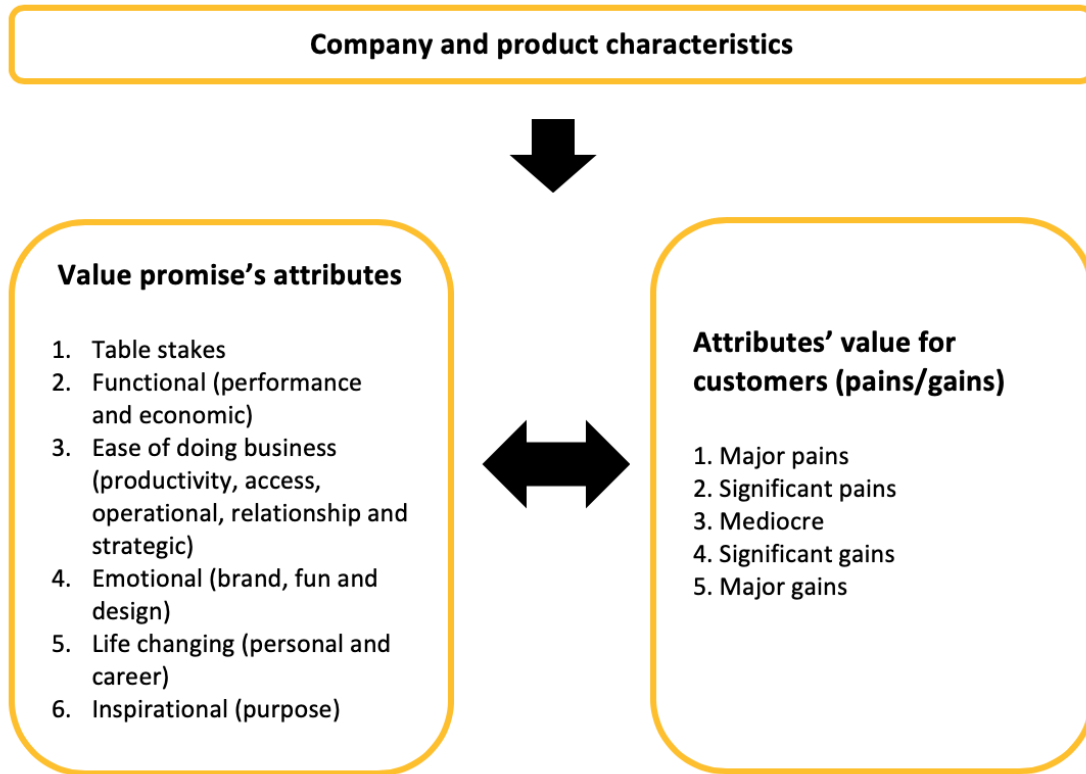 Company and product characteristics
Value promise’s attributes
1. Table stakes
2. Functional (performance
and economic)
3. Ease of doing business
(productivity, access,
operational, relationship and
strategic)
4. Emotional (brand, fun and
design)
5. Life changing (personal and
career)
6. Inspirational (purpose)
Attributes’ value for
customers (pains/gains)
1. Major pains
2. Significant pains
3. Mediocre
4. Significant gains
5. Major gains